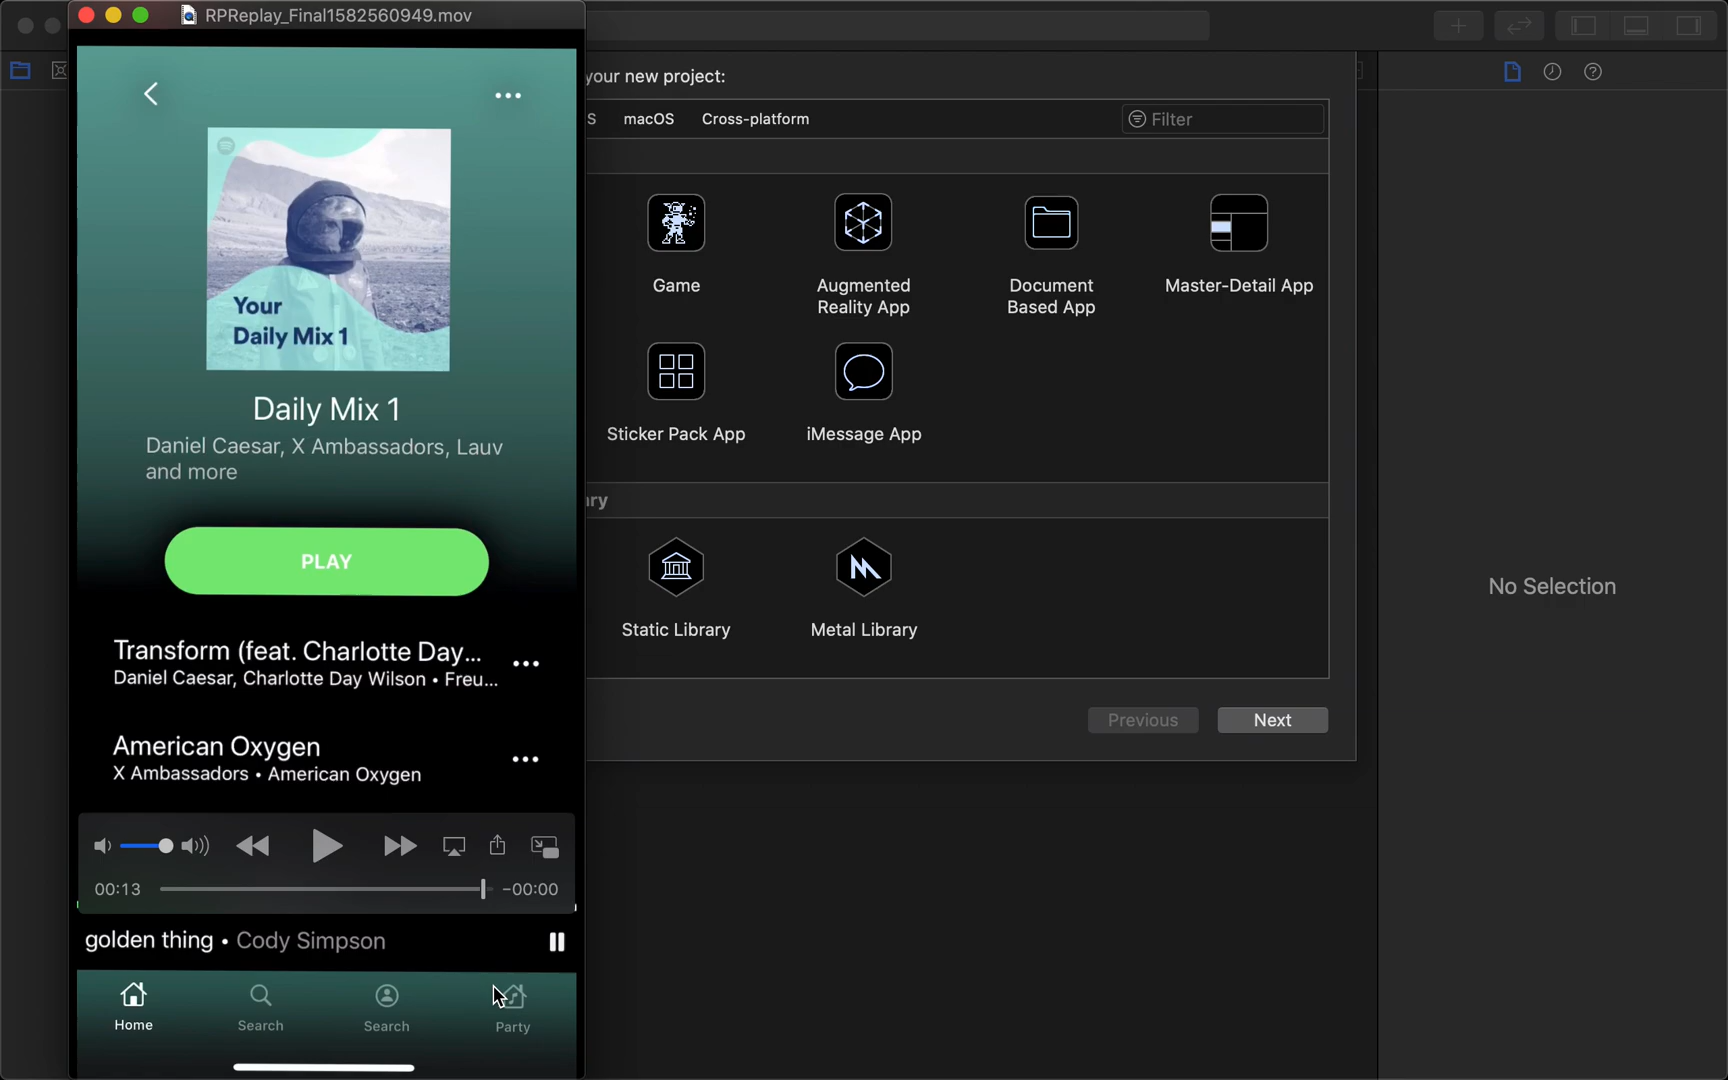 RPReplay_Final1582560949.mov
Your
Daily Mix 1
Daily Mix 1
Daniel Caesar, X Ambassadors, Lauv
and more
PLAY
Transform (feat. Charlotte Day...
Daniel Caesar, Charlotte Day Wilson • Freu...
American Oxygen
X Ambassadors • American Oxygen
00:13
-00:00
golden thing • Cody Simpson
Home
Search
Search
Party
your new project:
S
macOS
Cross-platform
Filter
Game
Augmented
Reality App
Document
Based App
Master-Detail App
Sticker Pack App
iMessage App
ry
Static Library
Metal Library
Previous
Next
No Selection